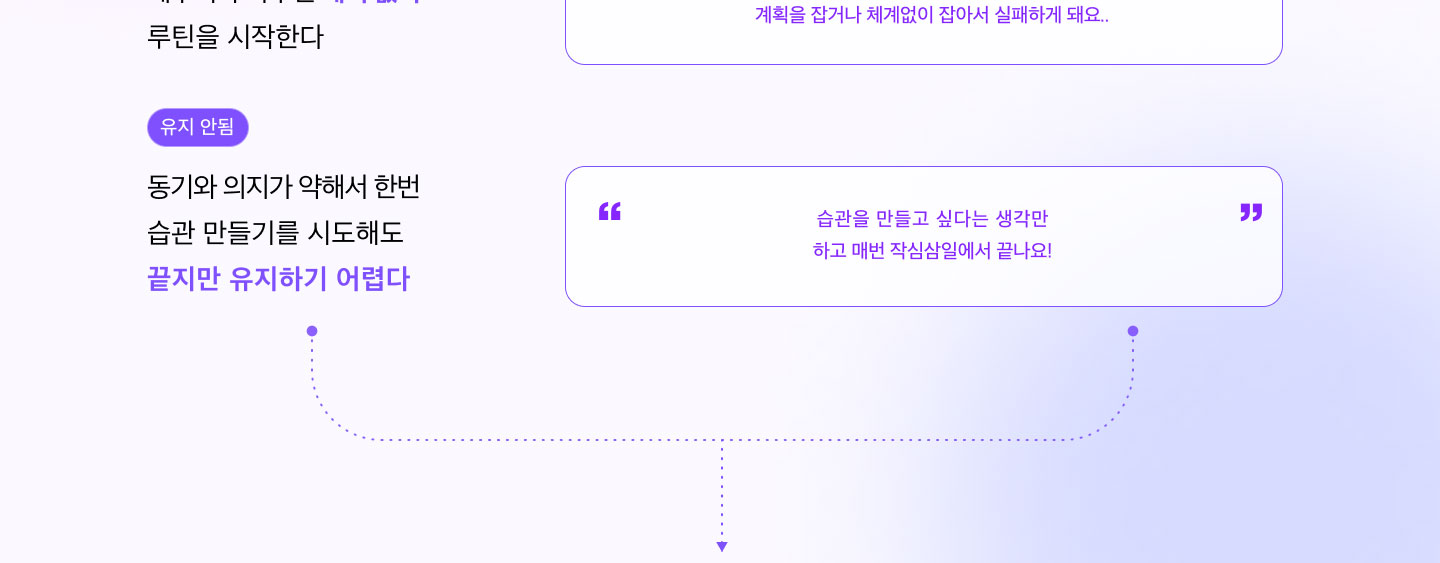 루틴을 시작한다
계획을 잡거나 체계없이 잡아서 실패하게 돼요..
유지 안됨
동기와 의지가 약해서 한번
습관 만들기를 시도해도
끝지만 유지하기 어렵다
“ 습관을 만들고 싶다는 생각만 ”
하고 매번 작심삼일에서 끝나요!